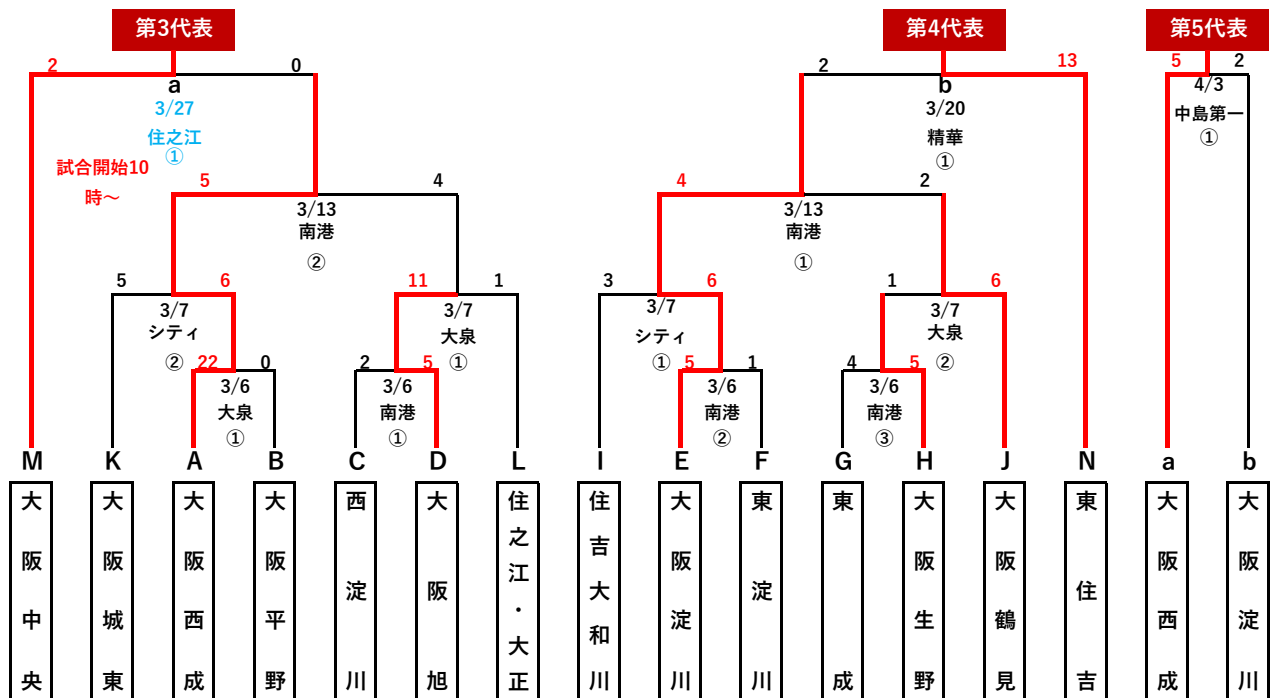 第3代表
第4代表
第5代表
2
0
2
13
5
2
a
3/27
住之江
①
b
3/20
精華
①
4/3
中島第一
①
試合開始10
時～
5
4
4
2
3/13
南港
②
3/13
南港
①
5
6
11
1
3
6
1
6
3/7
シティ
②
3/7
大泉
①
3/7
シティ
①
3/7
大泉
②
22
0
2
5
5
1
4
5
3/6
大泉
①
3/6
南港
①
3/6
南港
②
3/6
南港
③
M
K
A
B
C
D
L
I
E
F
G
H
J
N
a
b
大阪中央
大阪城東
大阪西成
大阪平野
西淀川
大阪旭
住之江・大正
住吉大和川
大阪淀川
東淀川
東成
大阪生野
大阪鶴見
東住吉
大阪西成
大阪淀川